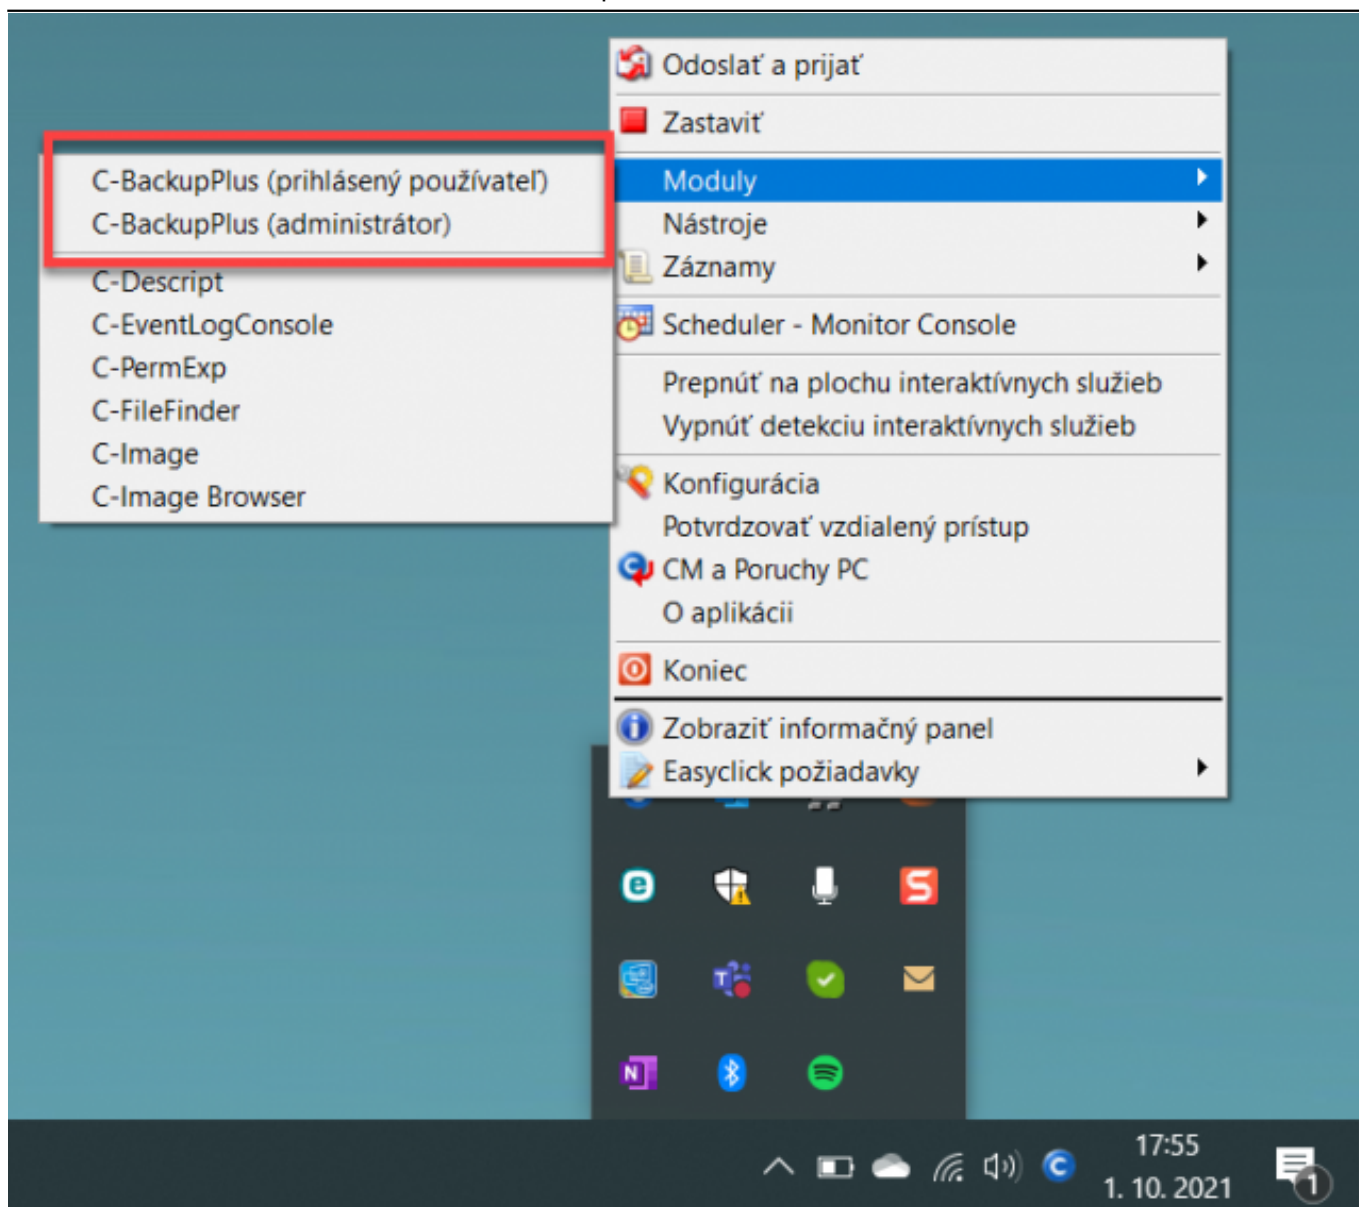 Odoslať a prijať
Zastaviť
Moduly
Nástroje
Záznamy
Scheduler - Monitor Console
Prepnúť na plochu interaktívnych služieb
Vypnúť detekciu interaktívnych služieb
Konfigurácia
Potvrdzovať vzdialený prístup
CM a Poruchy PC
O aplikácii
Koniec
Zobraziť informačný panel
Easyclick požiadavky
C-BackupPlus (prihlásený používateľ)
C-BackupPlus (administrátor)
C-Descript
C-EventLogConsole
C-PermExp
C-FileFinder
C-Image
C-Image Browser
17:55
1. 10. 2021
1